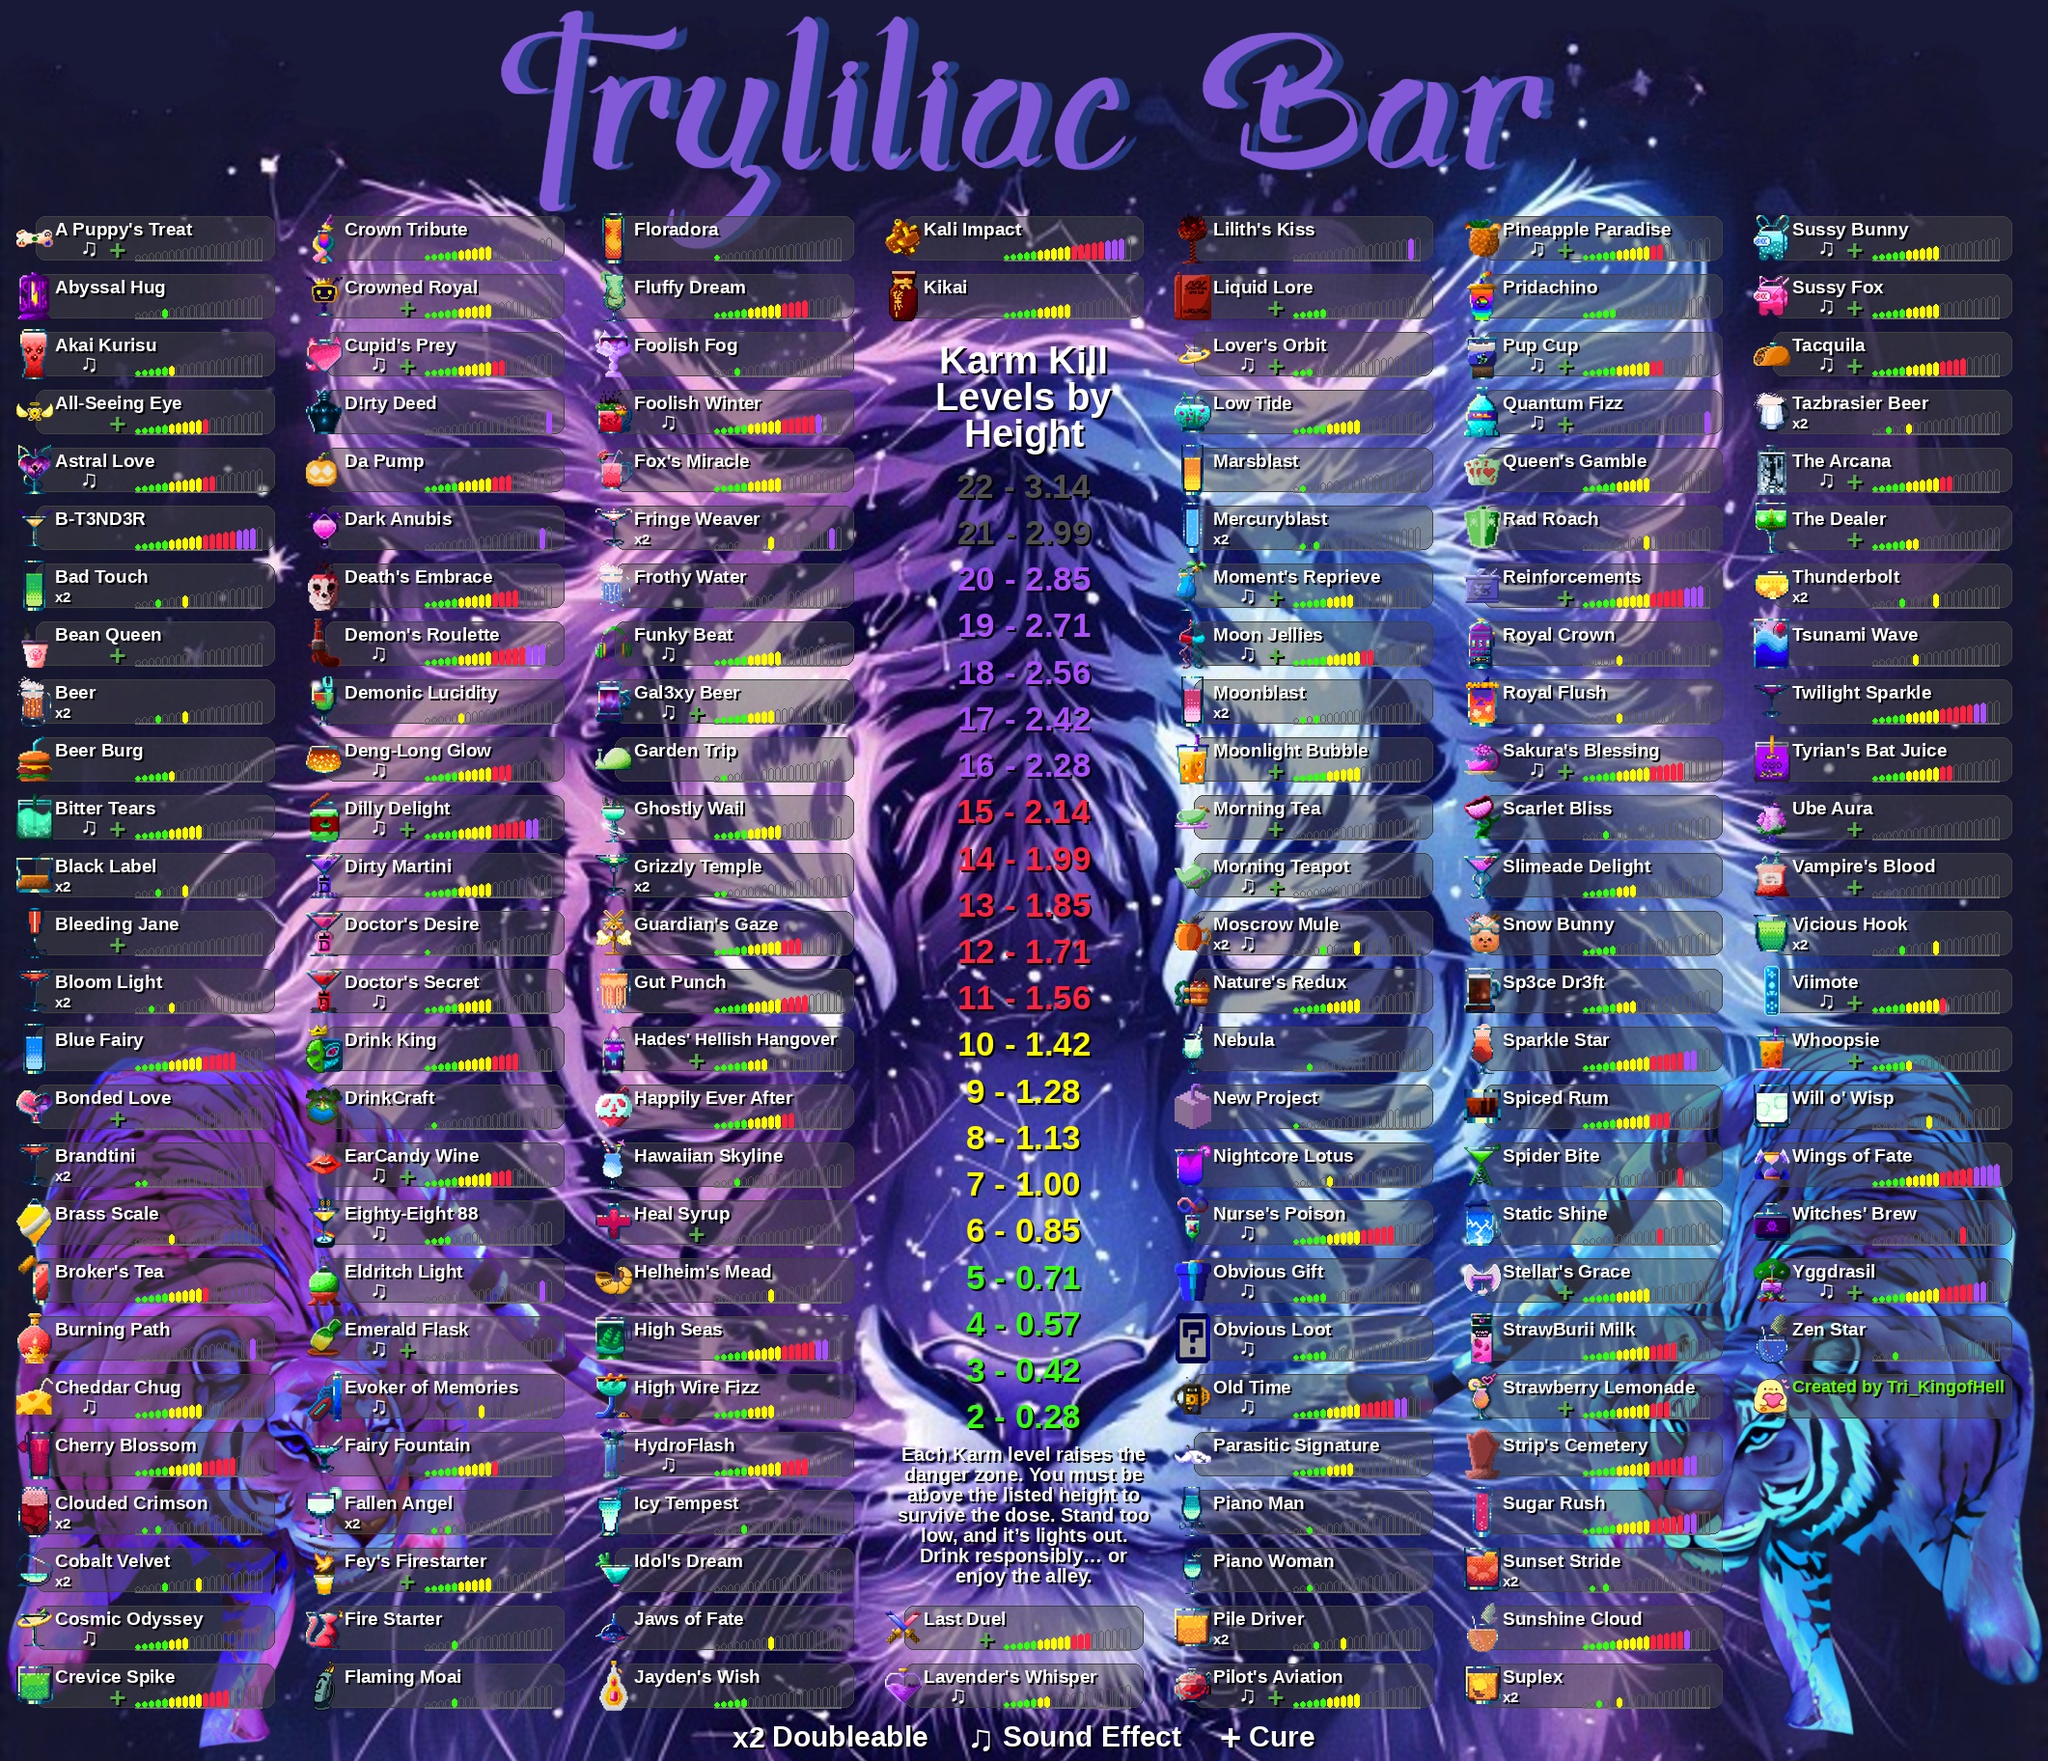 Tryliliac Bar
A Puppy's Treat
♫ +
Abyssal Hug
Akai Kurisu
♫
All-Seeing Eye
+
Astral Love
♫
B-T3ND3R
Bad Touch
x2
Bean Queen
+
Beer
x2
Beer Burg
Bitter Tears
♫ +
Black Label
x2
Bleeding Jane
+
Bloom Light
x2
Blue Fairy
Bonded Love
+
Brandtini
x2
Brass Scale
Broker's Tea
Burning Path
Cheddar Chug
♫
Cherry Blossom
Clouded Crimson
x2
Cobalt Velvet
x2
Cosmic Odyssey
♫
Crevice Spike
+
Crown Tribute
Crowned Royal
+
Cupid's Prey
♫ +
D!rty Deed
Da Pump
Dark Anubis
Death's Embrace
Demon's Roulette
♫
Demonic Lucidity
Deng-Long Glow
♫
Dilly Delight
♫ +
Dirty Martini
Doctor's Desire
Doctor's Secret
♫
Drink King
DrinkCraft
EarCandy Wine
♫ +
Eighty-Eight 88
♫
Eldritch Light
♫
Emerald Flask
♫ +
Evoker of Memories
♫
Fairy Fountain
Fallen Angel
x2
Fey's Firestarter
+
Fire Starter
Flaming Moai
Floradora
Fluffy Dream
Foolish Fog
Foolish Winter
♫
Fox's Miracle
Fringe Weaver
x2
Frothy Water
Funky Beat
♫
Gal3xy Beer
♫ +
Garden Trip
Ghostly Wail
Grizzly Temple
x2
Guardian's Gaze
Gut Punch
Hades' Hellish Hangover
+
Happily Ever After
Hawaiian Skyline
Heal Syrup
+
Helheim's Mead
High Seas
High Wire Fizz
HydroFlash
♫
Icy Tempest
Idol's Dream
Jaws of Fate
Jayden's Wish
Kali Impact
Kikai
Karm Kill
Levels by
Height
22 - 3.14
21 - 2.99
20 - 2.85
19 - 2.71
18 - 2.56
17 - 2.42
16 - 2.28
15 - 2.14
14 - 1.99
13 - 1.85
12 - 1.71
11 - 1.56
10 - 1.42
9 - 1.28
8 - 1.13
7 - 1.00
6 - 0.85
5 - 0.71
4 - 0.57
3 - 0.42
2 - 0.28
Each Karm level raises the
danger zone. You must be
above the listed height to
survive the dose. Stand too
low, and it's lights out.
Drink responsibly... or
enjoy the alley.
Last Duel
+
Lavender's Whisper
♫
Lilith's Kiss
Liquid Lore
+
Lover's Orbit
♫ +
Low Tide
Marsblast
Mercuryblast
x2
Moment's Reprieve
♫ +
Moon Jellies
♫ +
Moonblast
x2
Moonlight Bubble
+
Morning Tea
+
Morning Teapot
♫ +
Moscrow Mule
x2 ♫
Nature's Redux
Nebula
New Project
Nightcore Lotus
Nurse's Poison
♫
Obvious Gift
♫
Obvious Loot
♫
Old Time
♫
Parasitic Signature
Piano Man
Piano Woman
Pile Driver
x2
Pilot's Aviation
♫ +
Pineapple Paradise
♫ +
Pridachino
Pup Cup
♫ +
Quantum Fizz
♫ +
Queen's Gamble
Rad Roach
Reinforcements
+
Royal Crown
Royal Flush
Sakura's Blessing
♫ +
Scarlet Bliss
Slimeade Delight
Snow Bunny
Sp3ce Dr3ft
Sparkle Star
Spiced Rum
Spider Bite
Static Shine
Stellar's Grace
+
StrawBurii Milk
Strawberry Lemonade
+
Strip's Cemetery
Sugar Rush
Sunset Stride
x2
Sunshine Cloud
Suplex
x2
Sussy Bunny
♫ +
Sussy Fox
♫ +
Tacquila
♫ +
Tazbrasier Beer
x2
The Arcana
♫ +
The Dealer
+
Thunderbolt
x2
Tsunami Wave
Twilight Sparkle
Tyrian's Bat Juice
Ube Aura
+
Vampire's Blood
+
Vicious Hook
x2
Viimote
♫ +
Whoopsie
+
Will o' Wisp
Wings of Fate
Witches' Brew
Yggdrasil
♫ +
Zen Star
Created by Tri_KingofHell
x2 Doubleable ♫ Sound Effect + Cure